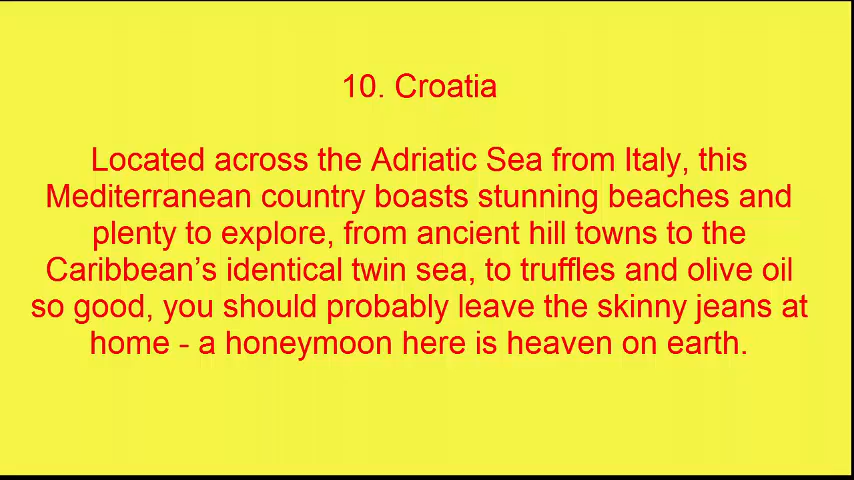 10. Croatia
Located across the Adriatic Sea from Italy, this
Mediterranean country boasts stunning beaches and
plenty to explore, from ancient hill towns to the
Caribbean’s identical twin sea, to truffles and olive oil
so good, you should probably leave the skinny jeans at
home - a honeymoon here is heaven on earth.